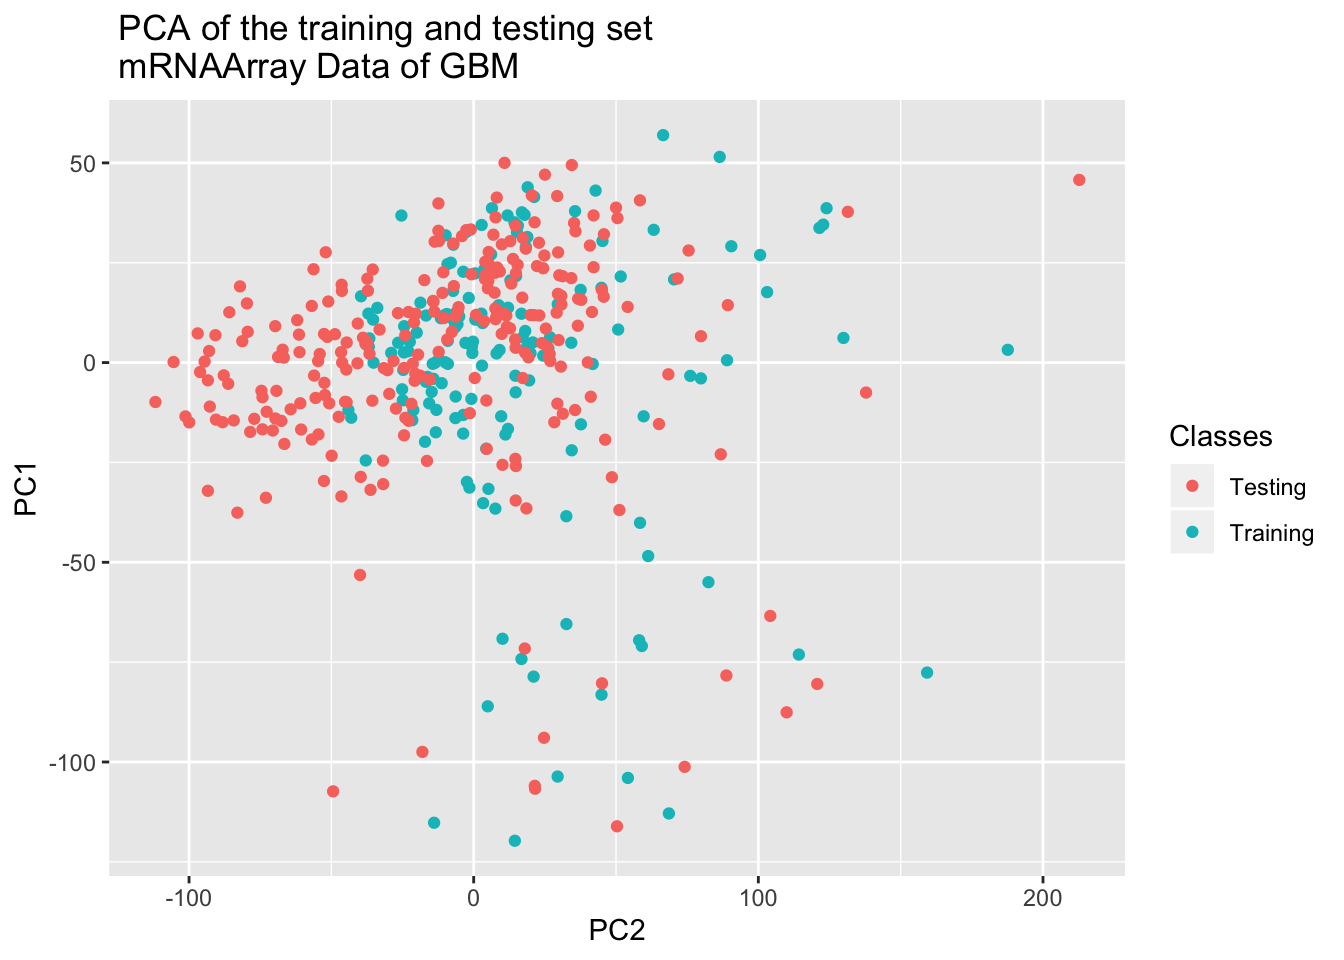 PCA of the training and testing set
mRNAArray Data of GBM
50
0
-50
-100
PC1
-100
0
100
200
PC2
Classes
Testing
Training